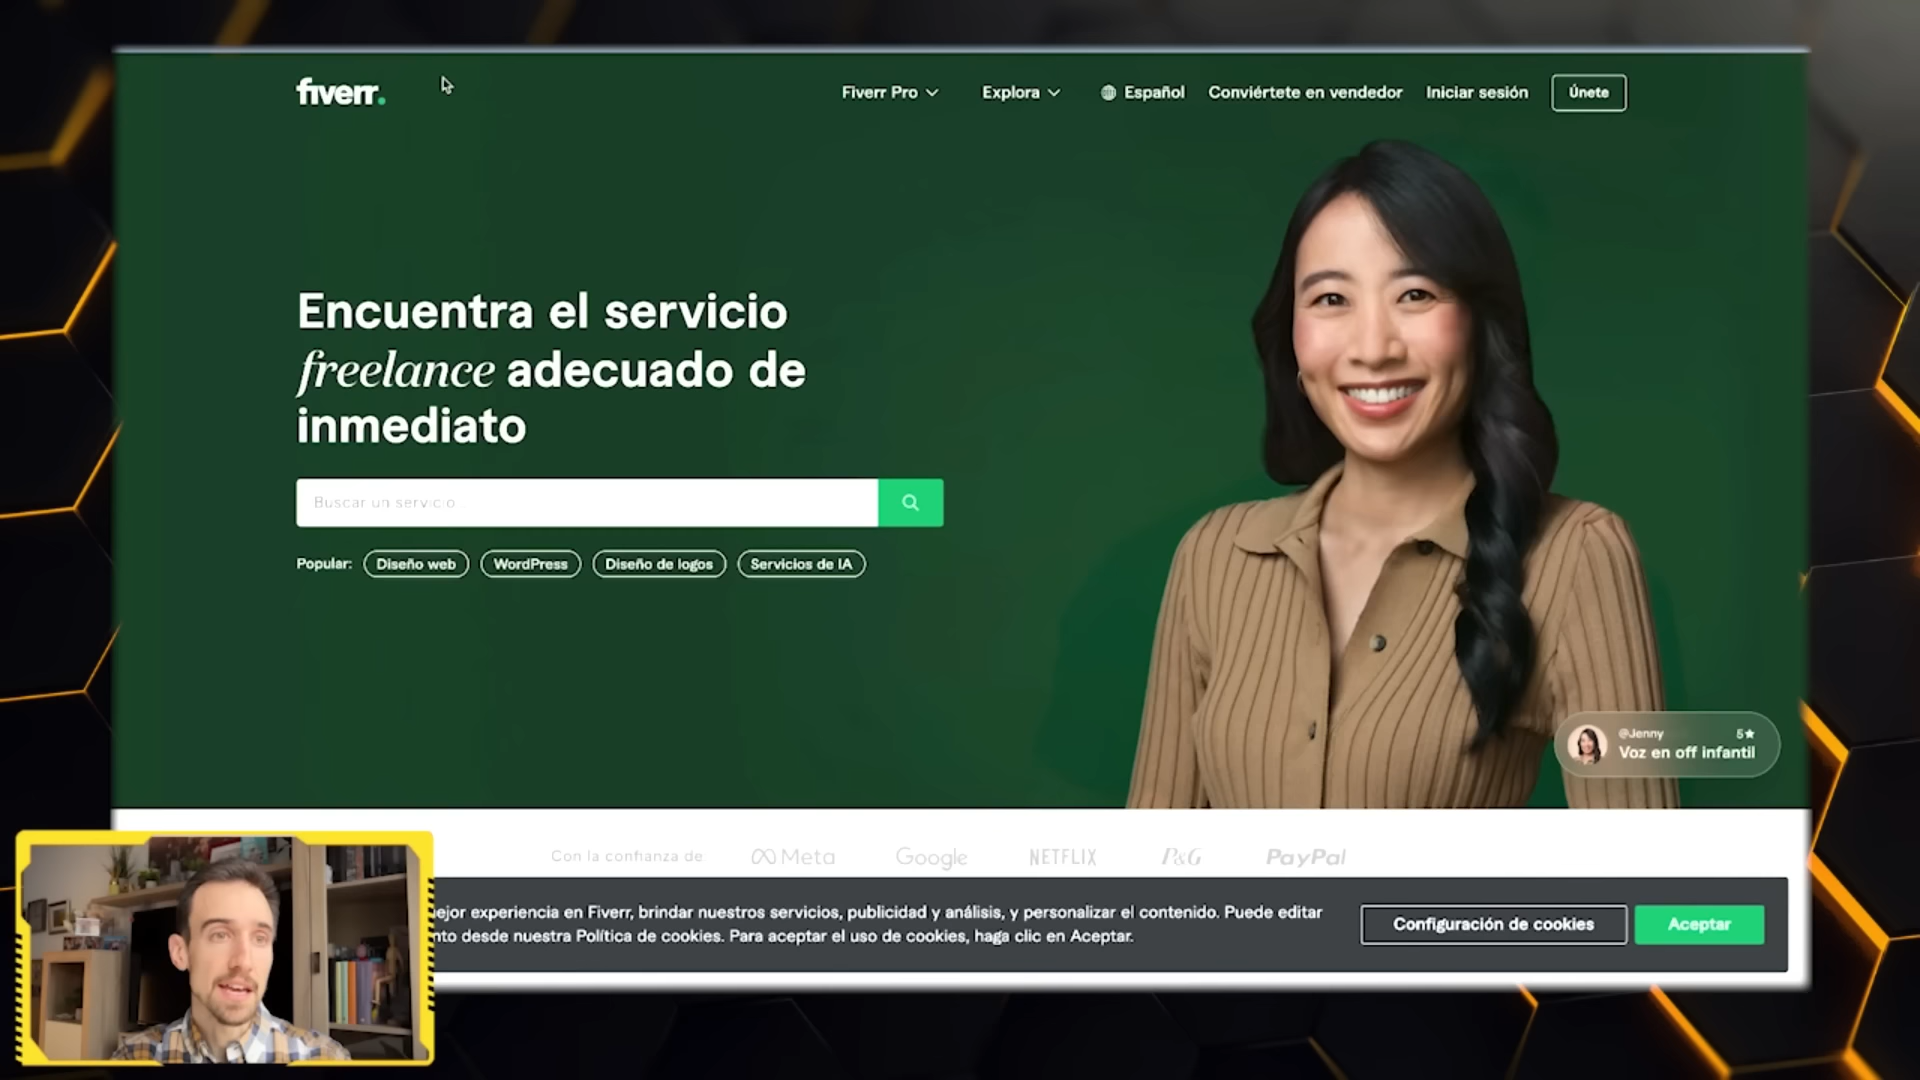 fiverr.
Fiverr Pro
Explora
Español
Conviértete en vendedor
Iniciar sesión
Únete
Encuentra el servicio
freelance adecuado de
inmediato
Buscar un servicio
Popular:
Diseño web
WordPress
Diseño de logos
Servicios de IA
@Jenny
5★
Voz en off infantil
Con la confianza de
Meta
Google
NETFLIX
P&G
PayPal
experiencia en Fiverr, brindar nuestros servicios, publicidad y análisis, y personalizar el contenido. Puede editar
desde nuestra Política de cookies. Para aceptar el uso de cookies, haga clic en Aceptar.
Configuración de cookies
Aceptar